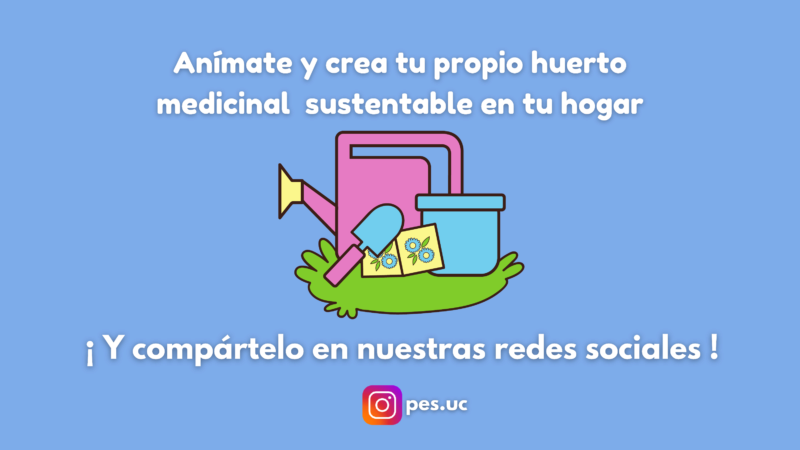 Anímate y crea tu propio huerto
medicinal sustentable en tu hogar
¡ Y compártelo en nuestras redes sociales !
pes.uc